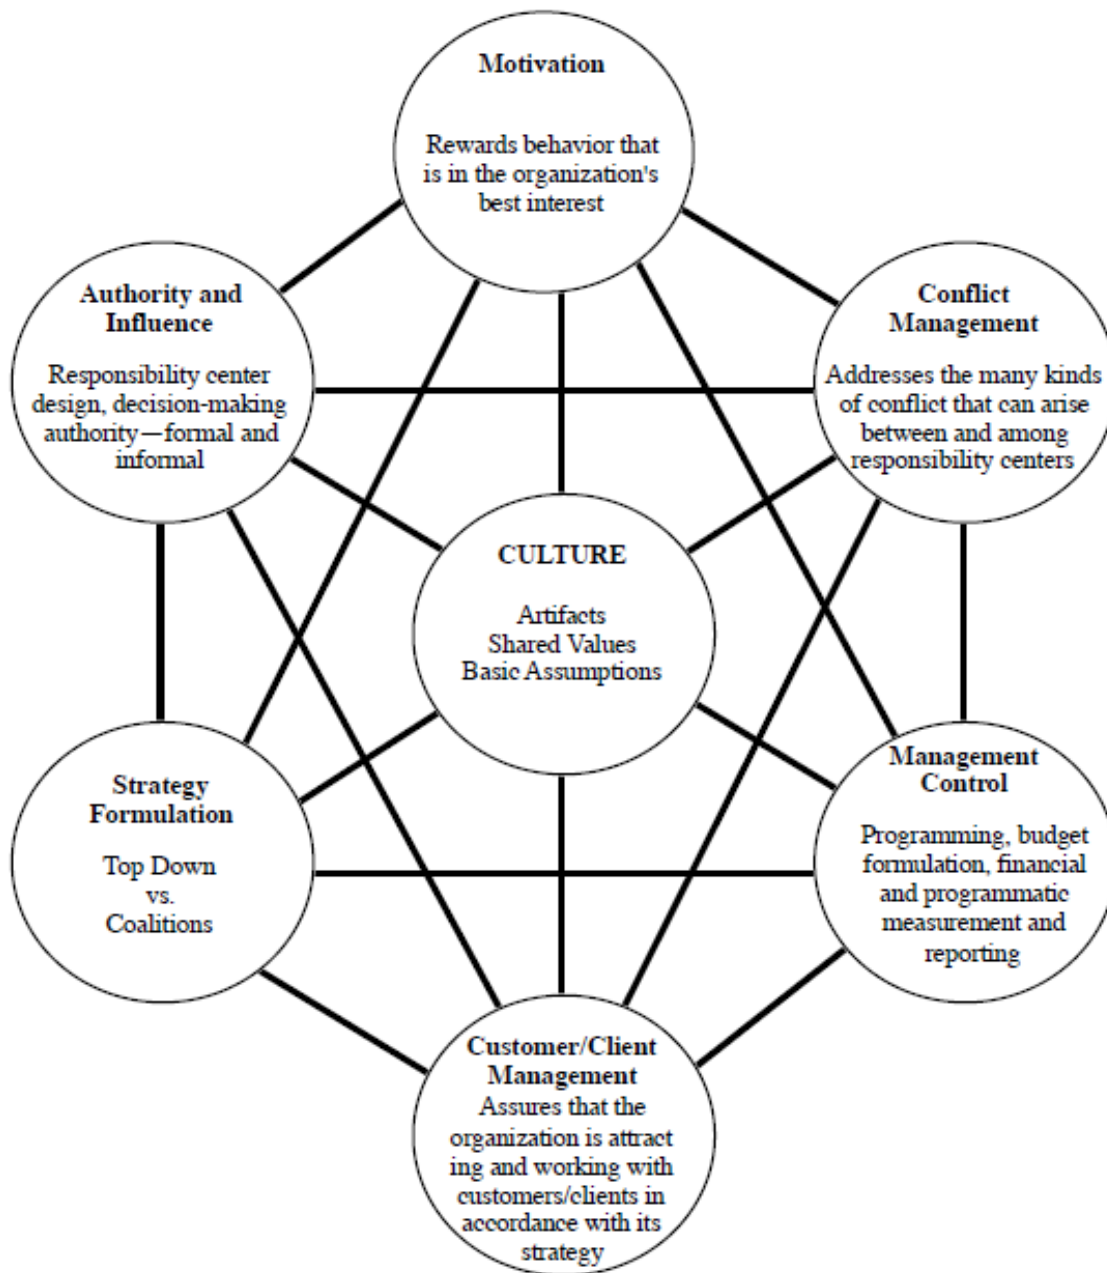 Motivation
Rewards behavior that
is in the organization's
best interest
Authority and
Influence
Responsibility center
design, decision-making
authority—formal and
informal
Conflict
Management
Addresses the many kinds
of conflict that can arise
between and among
responsibility centers
CULTURE
Artifacts
Shared Values
Basic Assumptions
Strategy
Formulation
Top Down
vs.
Coalitions
Management
Control
Programming, budget
formulation, financial
and programmatic
measurement and
reporting
Customer/Client
Management
Assures that the
organization is attract
ing and working with
customers/clients in
accordance with its
strategy